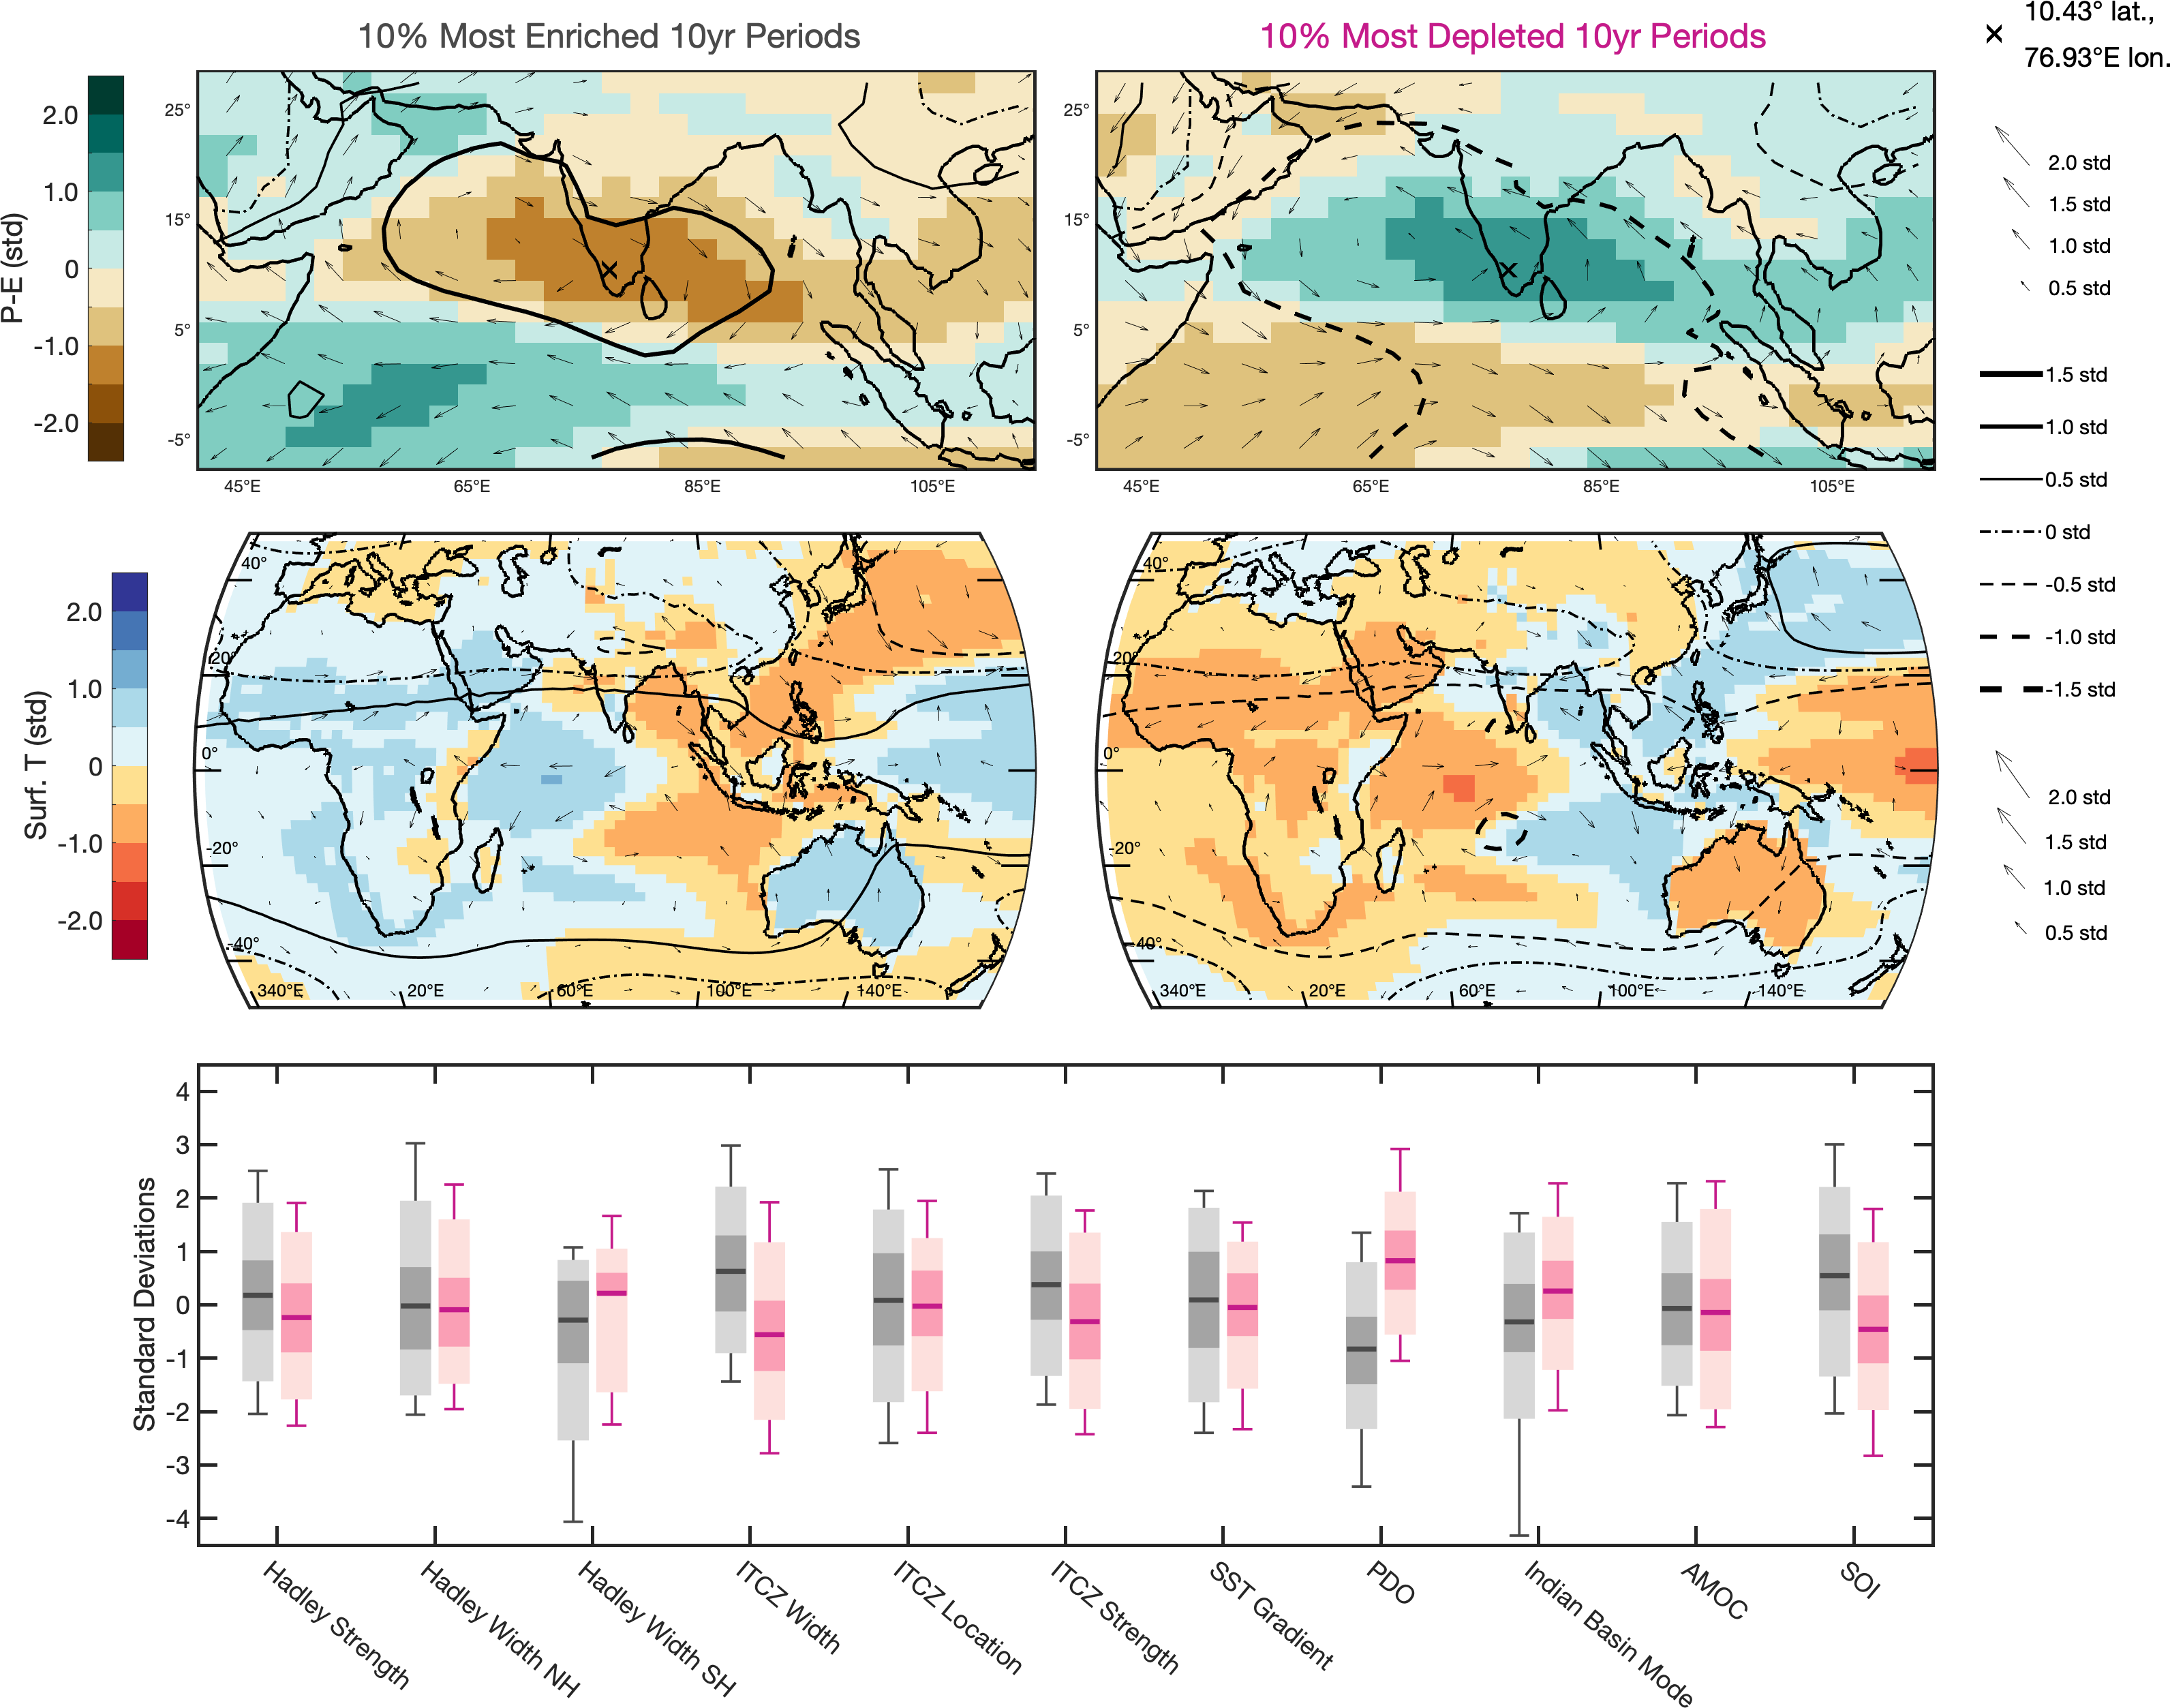 10% Most Enriched 10yr Periods
10% Most Depleted 10yr Periods
10.43° lat.,
76.93°E lon.
P-E (std)
2.0
1.0
0
-1.0
-2.0
25°
15°
5°
-5°
45°E
65°E
85°E
105°E
25°
15°
5°
-5°
45°E
65°E
85°E
105°E
2.0 std
1.5 std
1.0 std
0.5 std
1.5 std
1.0 std
0.5 std
0 std
-0.5 std
-1.0 std
-1.5 std
2.0 std
1.5 std
1.0 std
0.5 std
Surf. T (std)
2.0
1.0
0
-1.0
-2.0
40°
20°
0°
-20°
-40°
340°E
20°E
60°E
100°E
140°E
40°
20°
0°
-20°
-40°
340°E
20°E
60°E
100°E
140°E
Standard Deviations
4
3
2
1
0
-1
-2
-3
-4
Hadley Strength
Hadley Width NH
Hadley Width SH
ITCZ Width
ITCZ Location
ITCZ Strength
SST Gradient
PDO
Indian Basin Mode
AMOC
SOI